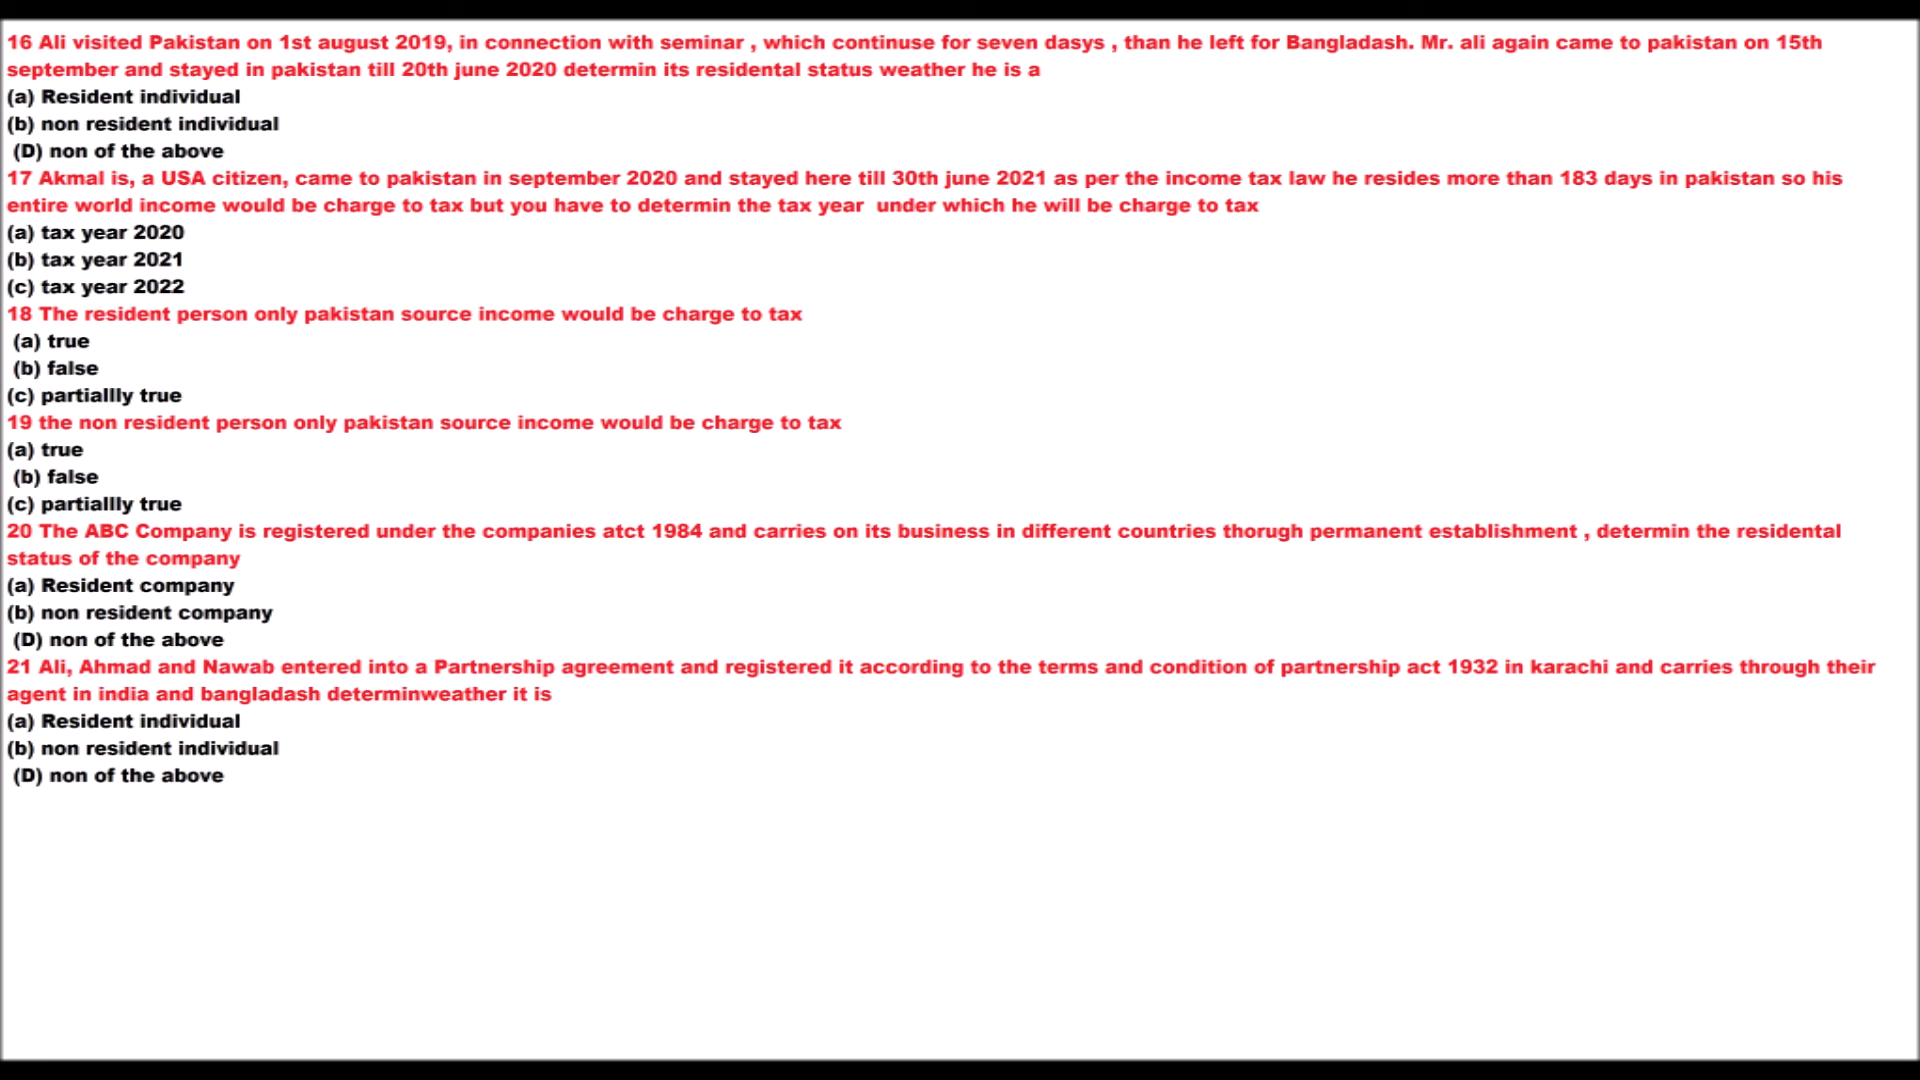 16 Ali visited Pakistan on 1st august 2019, in connection with seminar , which continuse for seven dasys , than he left for Bangladash. Mr. ali again came to pakistan on 15th
september and stayed in pakistan till 20th june 2020 determin its residental status weather he is a
(a) Resident individual
(b) non resident individual
(D) non of the above
17 Akmal is, a USA citizen, came to pakistan in september 2020 and stayed here till 30th june 2021 as per the income tax law he resides more than 183 days in pakistan so his
entire world income would be charge to tax but you have to determin the tax year under which he will be charge to tax
(a) tax year 2020
(b) tax year 2021
(c) tax year 2022
18 The resident person only pakistan source income would be charge to tax
(a) true
(b) false
(c) partiallly true
19 the non resident person only pakistan source income would be charge to tax
(a) true
(b) false
(c) partiallly true
20 The ABC Company is registered under the companies atct 1984 and carries on its business in different countries thorugh permanent establishment , determin the residental
status of the company
(a) Resident company
(b) non resident company
(D) non of the above
21 Ali, Ahmad and Nawab entered into a Partnership agreement and registered it according to the terms and condition of partnership act 1932 in karachi and carries through their
agent in india and bangladash determinweather it is
(a) Resident individual
(b) non resident individual
(D) non of the above